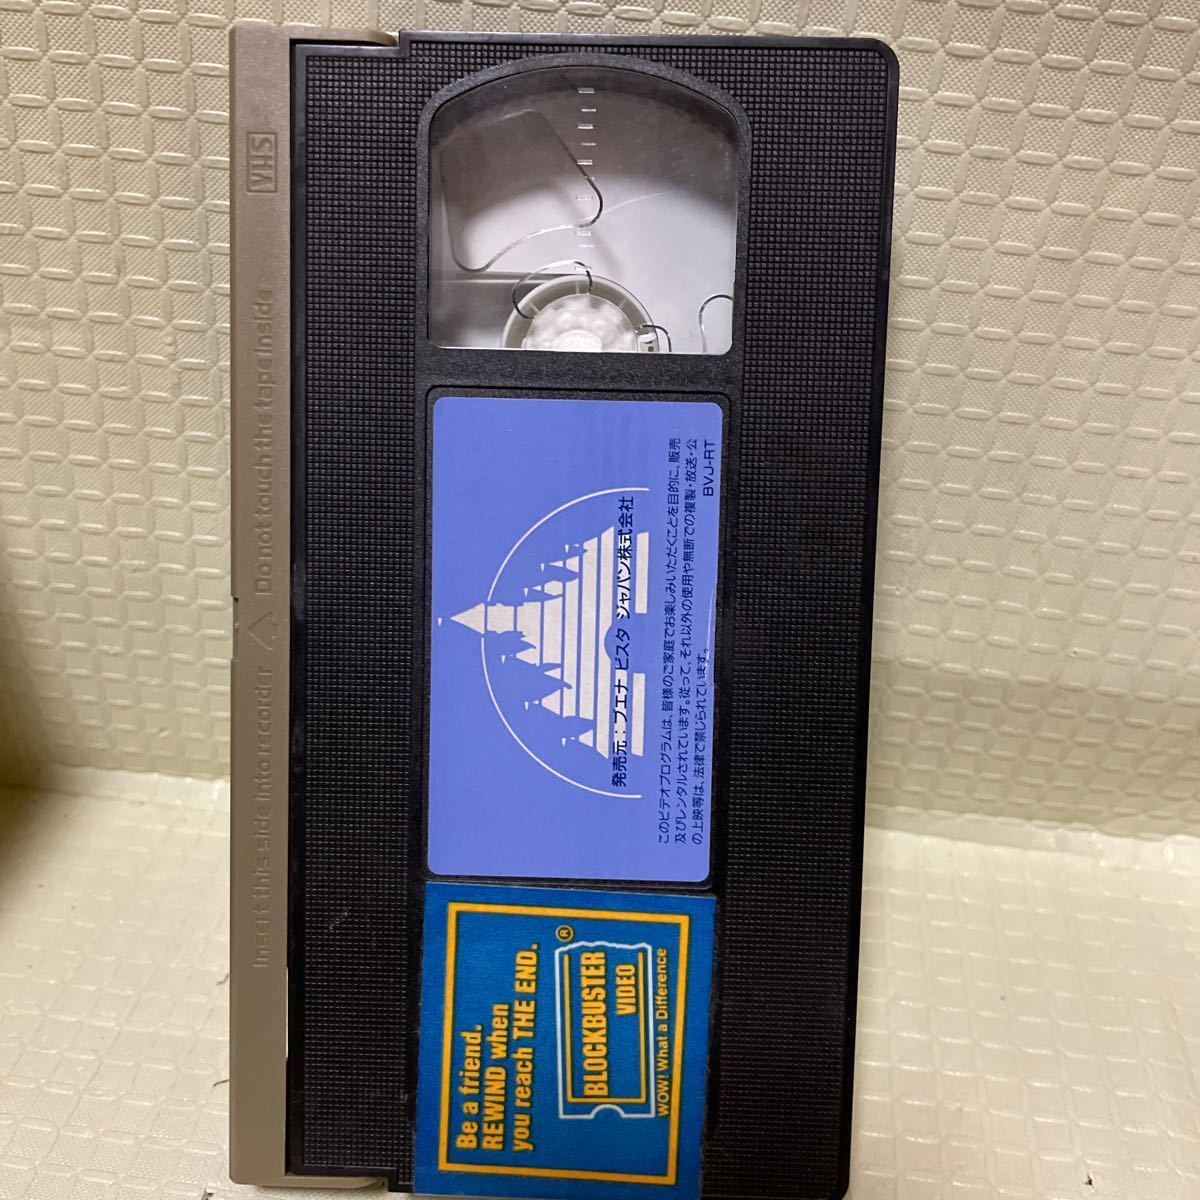 VHS
Insert this side into recorder △ Do not touch the tape inside
発売元：ブエナ ビスタ ジャパン株式会社
このビデオプログラムは、皆様のご家庭でお楽しみいただくことを目的に、販売
及びレンタルされています。従って、それ以外の使用や無断での複製・放送・公
の上映等は、法律で禁じられています。
BVJ-RT
Be a friend.
REWIND when
you reach THE END.
®
BLOCKBUSTER
VIDEO
WOW! What a Difference